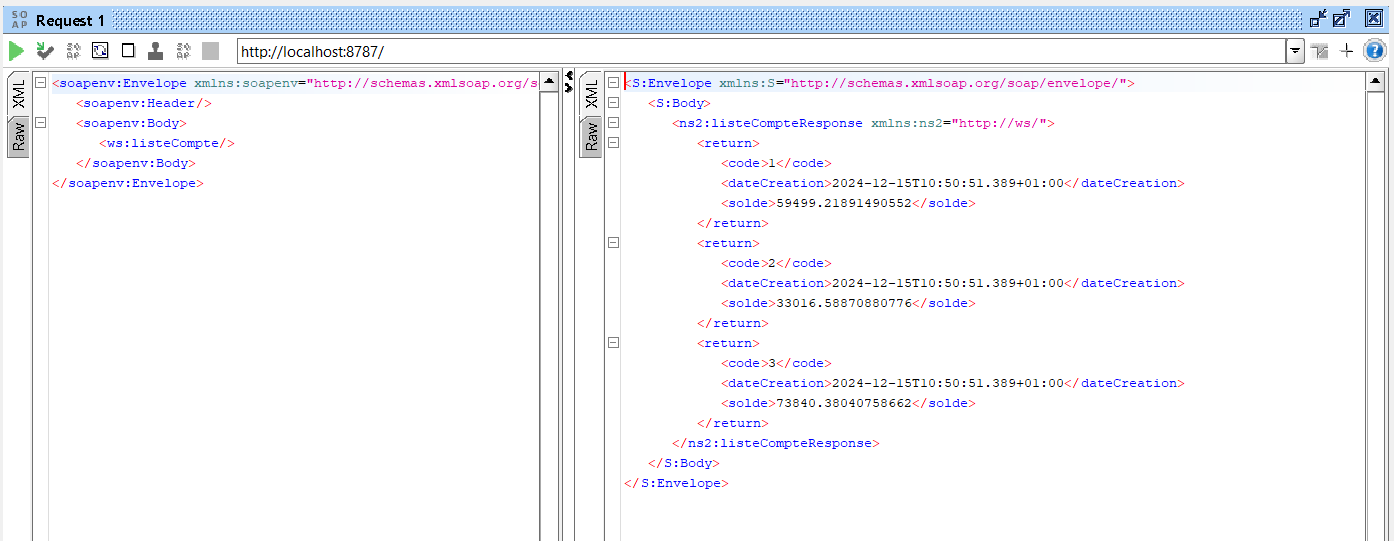 SO
AP
Request 1
SO
AP
SO
AP
http://localhost:8787/
?
XML
Raw
<soapenv:Envelope xmlns:soapenv="http://schemas.xmlsoap.org/s
<soapenv:Header/>
<soapenv:Body>
<ws:listeCompte/>
</soapenv:Body>
</soapenv:Envelope>
XML
Raw
<S:Envelope xmlns:S="http://schemas.xmlsoap.org/soap/envelope/">
<S:Body>
<ns2:listeCompteResponse xmlns:ns2="http://ws/">
<return>
<code>1</code>
<dateCreation>2024-12-15T10:50:51.389+01:00</dateCreation>
<solde>59499.21891490552</solde>
</return>
<return>
<code>2</code>
<dateCreation>2024-12-15T10:50:51.389+01:00</dateCreation>
<solde>33016.58870880776</solde>
</return>
<return>
<code>3</code>
<dateCreation>2024-12-15T10:50:51.389+01:00</dateCreation>
<solde>73840.38040758662</solde>
</return>
</ns2:listeCompteResponse>
</S:Body>
</S:Envelope>